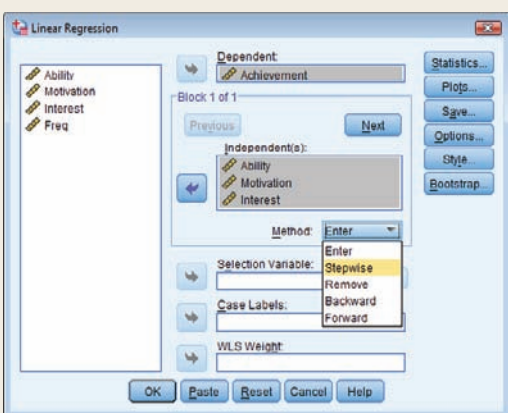 Linear Regression
Ability
Motivation
Interest
Freq
Dependent:
Achievement
Block 1 of 1
Previous
Next
Independent(s):
Ability
Motivation
Interest
Method:
Enter
Enter
Stepwise
Remove
Backward
Forward
Selection Variable:
Case Labels:
WLS Weight:
Statistics...
Plots...
Save...
Options...
Style...
Bootstrap...
OK
Paste
Reset
Cancel
Help